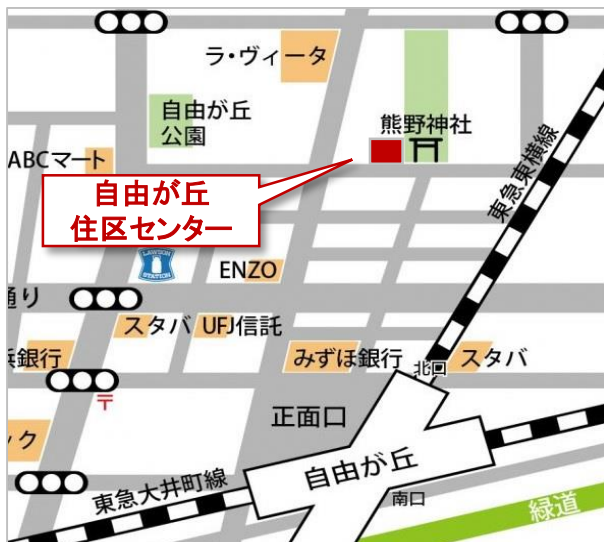 ラ・ヴィータ
自由が丘
公園
熊野神社
ABCマート
東急東横線
自由が丘
住区センター
LAWSON
STATION
ENZO
通り
スタバ
UFJ信託
浜銀行
みずほ銀行
北口
スタバ
〒
正面口
ック
自由が丘
東急大井町線
南口
緑道